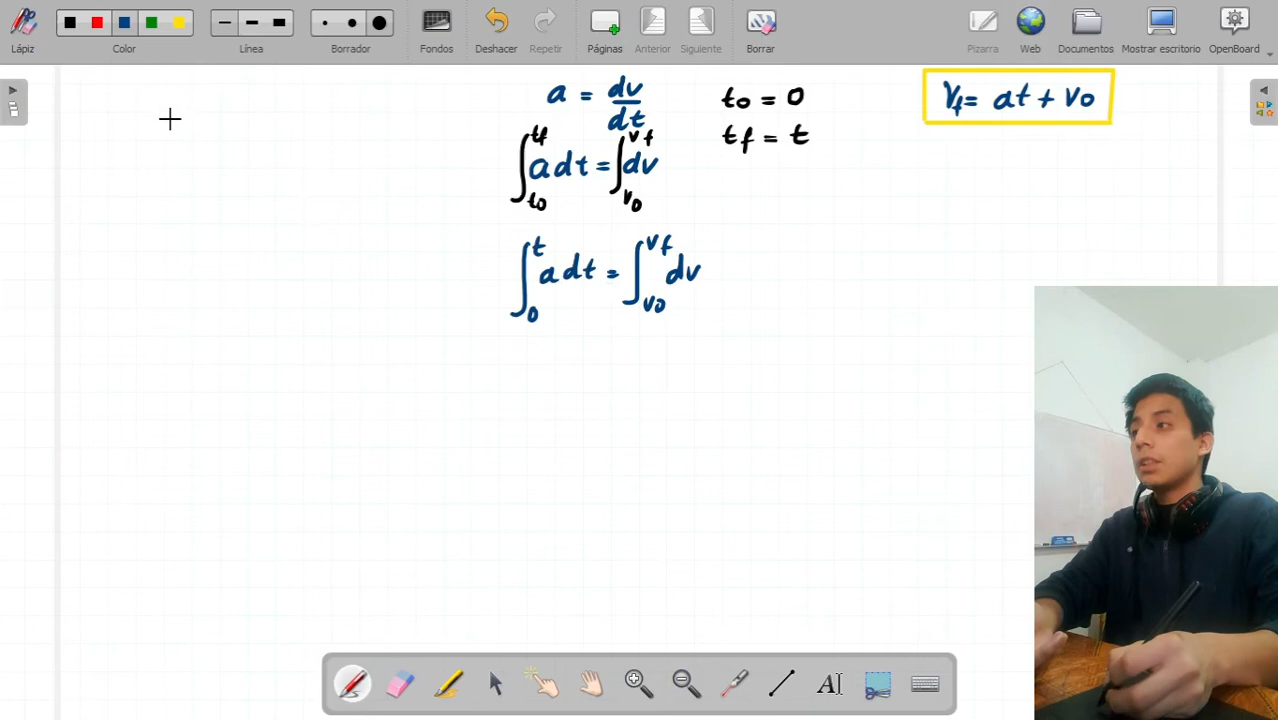 Lápiz Color Línea Borrador Fondos Deshacer Repetir Páginas Anterior Siguiente Borrar Pizarra Web Documentos Mostrar escritorio OpenBoard
a = dv/dt
t0 = 0
Vf = at + v0
tf = t
∫_{t0}^{tf} a dt = ∫_{v0}^{vf} dv
∫_{0}^{t} a dt = ∫_{v0}^{vf} dv